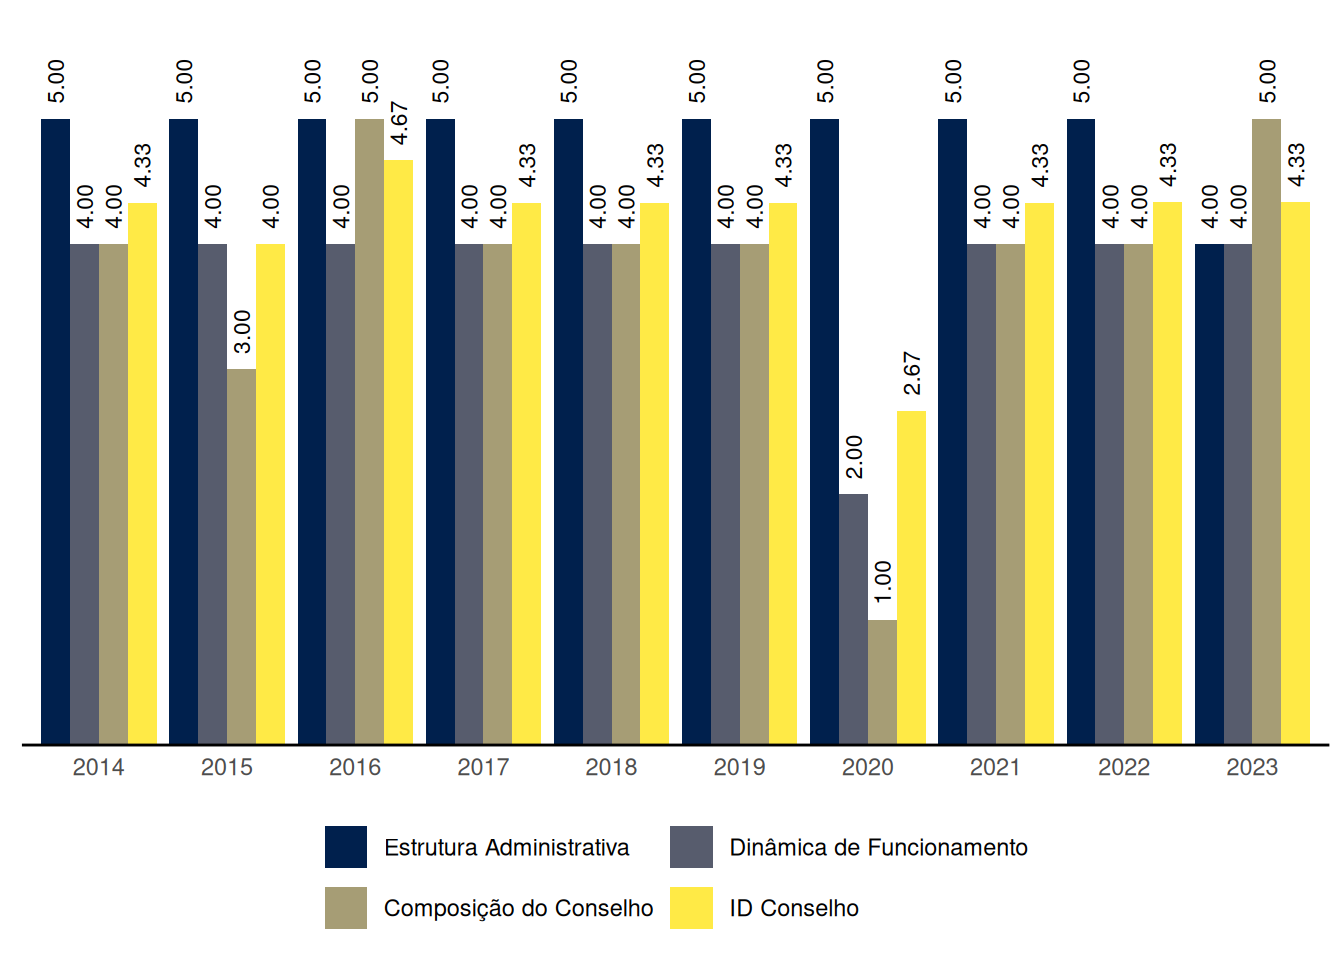 5.00 4.00 4.00 4.33 5.00 4.00 3.00 4.00 5.00 4.00 5.00 4.67 5.00 4.00 4.00 4.33 5.00 4.00 4.00 4.33 5.00 4.00 4.00 4.33 5.00 2.00 1.00 2.67 5.00 4.00 4.00 4.33 5.00 4.00 4.00 4.33 4.00 4.00 5.00 4.33
2014 2015 2016 2017 2018 2019 2020 2021 2022 2023
Estrutura Administrativa Dinâmica de Funcionamento
Composição do Conselho ID Conselho